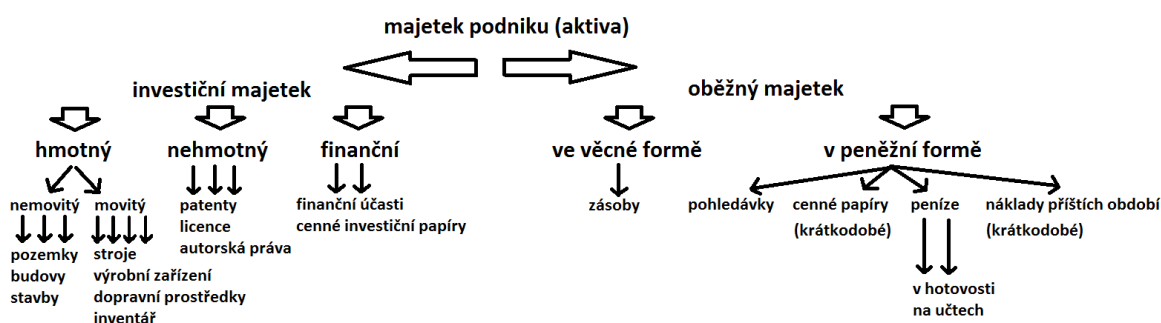 majetek podniku (aktiva)
investiční majetek
oběžný majetek
hmotný
nehmotný
finanční
ve věcné formě
v peněžní formě
nemovitý
movitý
patenty
licence
autorská práva
finanční účasti
cenné investiční papíry
zásoby
pohledávky
cenné papíry
(krátkodobé)
peníze
náklady příštích období
(krátkodobé)
pozemky
budovy
stavby
stroje
výrobní zařízení
dopravní prostředky
inventář
v hotovosti
na učtech